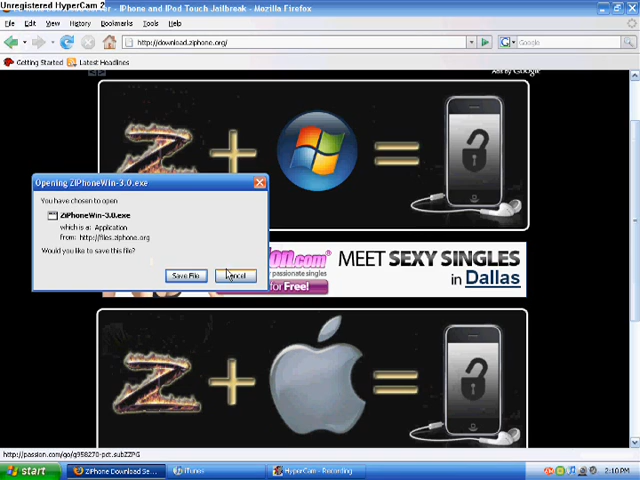 Unregistered HyperCam 2
iPhone and IPod Touch Jailbreak - Mozilla Firefox
File Edit View History Bookmarks Tools Help
http://download.ziphone.org/
Google
Getting Started Latest Headlines
Ads by Google
Opening ZiPhoneWin-3.0.exe
You have chosen to open
ZiPhoneWin-3.0.exe
which is a: Application
from: http://files.ziphone.org
Would you like to save this file?
Save File Cancel
.com
passionate singles
for Free!
MEET SEXY SINGLES
in Dallas
Z + =
Z + =
http://passion.com/go/g958270-pct.subZZPG
start ZiPhone Download Se... iTunes HyperCam - Recording 2:10 PM